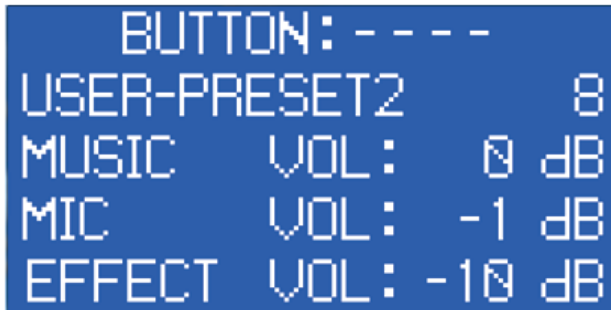 BUTTON:----
USER-PRESET2 8
MUSIC VOL: 0 dB
MIC VOL: -1 dB
EFFECT VOL: -10 dB